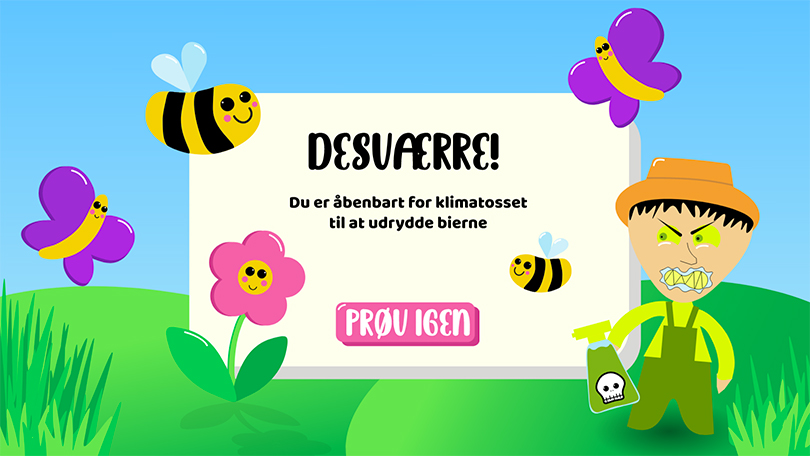 DESVÆRRE!
Du er åbenbart for klimatosset
til at udrydde bierne
PRØV IGEN